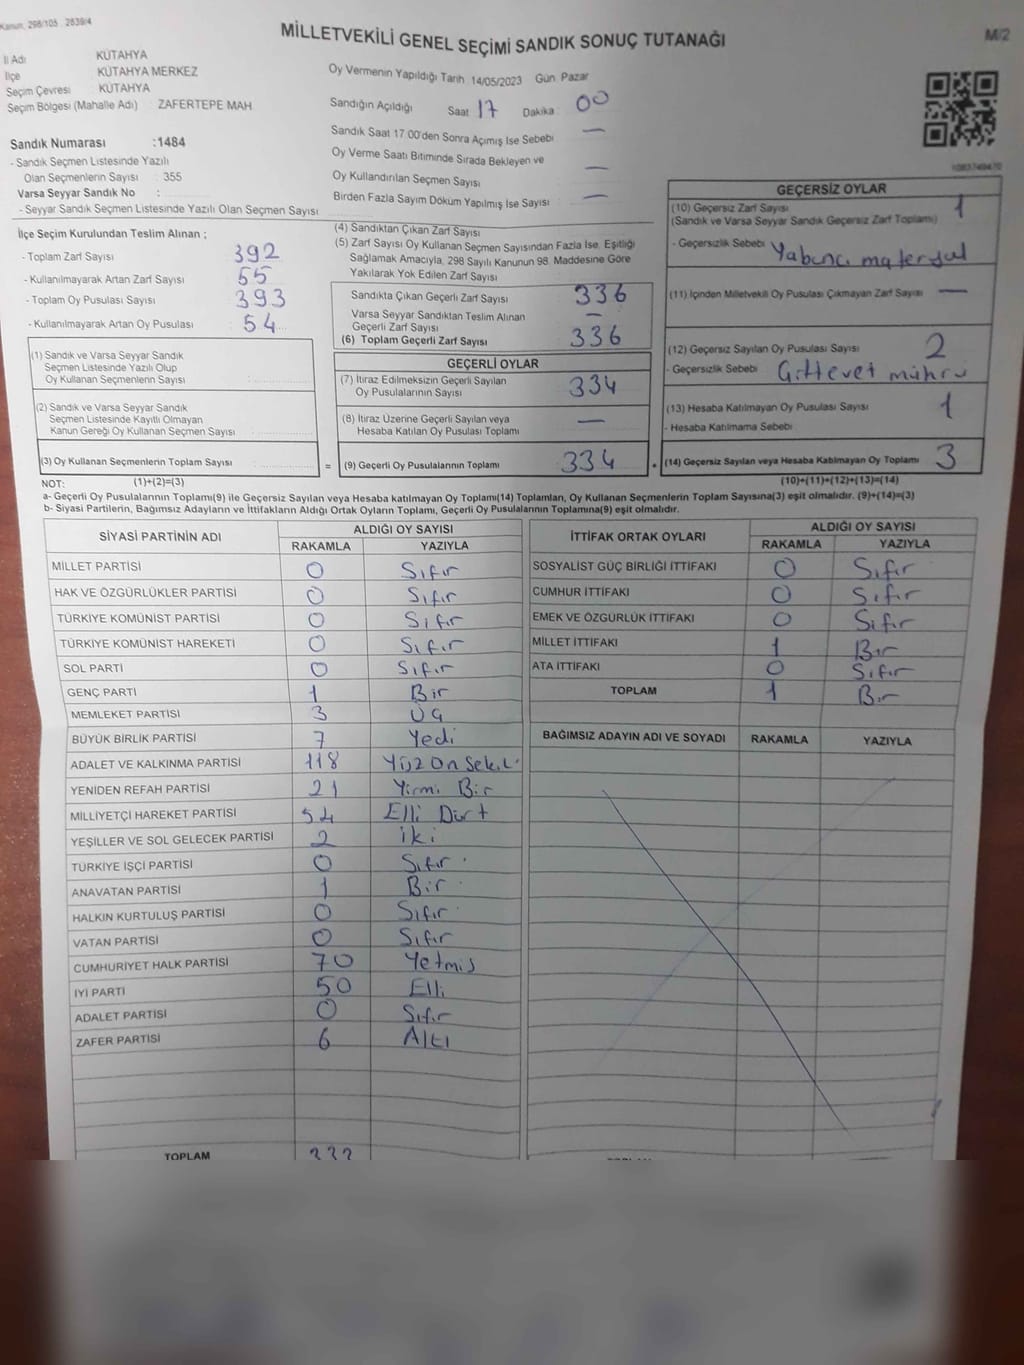 Kanun, 298/105 . 2839/4
MİLLETVEKİLİ GENEL SEÇİMİ SANDIK SONUÇ TUTANAĞI
M/2
İl Adı KÜTAHYA
İlçe KÜTAHYA MERKEZ
Seçim Çevresi : KÜTAHYA
Seçim Bölgesi (Mahalle Adı) : ZAFERTEPE MAH
Sandık Numarası :1484
- Sandık Seçmen Listesinde Yazılı
Olan Seçmenlerin Sayısı : 355
Varsa Seyyar Sandık No :
- Seyyar Sandık Seçmen Listesinde Yazılı Olan Seçmen Sayısı
Oy Vermenin Yapıldığı Tarih 14/05/2023 Gün Pazar
Sandığın Açıldığı Saat 17 Dakika : 00
Sandık Saat 17.00'den Sonra Açımış İse Sebebi —
Oy Verme Saati Bitiminde Sırada Bekleyen ve
Oy Kullandırılan Seçmen Sayısı —
Birden Fazla Sayım Döküm Yapılmış İse Sayısı —
İlçe Seçim Kurulundan Teslim Alınan ;
- Toplam Zarf Sayısı : 392
- Kullanılmayarak Artan Zarf Sayısı : 55
- Toplam Oy Pusulası Sayısı : 393
- Kullanılmayarak Artan Oy Pusulası : 54
(1) Sandık ve Varsa Seyyar Sandık
Seçmen Listesinde Yazılı Olup
Oy Kullanan Seçmenlerin Sayısı :
(2) Sandık ve Varsa Seyyar Sandık
Seçmen Listesinde Kayıtlı Olmayan
Kanun Gereği Oy Kullanan Seçmen Sayısı :
(3) Oy Kullanan Seçmenlerin Toplam Sayısı : =
(4) Sandıktan Çıkan Zarf Sayısı
(5) Zarf Sayısı Oy Kullanan Seçmen Sayısından Fazla İse, Eşitliği
Sağlamak Amacıyla, 298 Sayılı Kanunun 98. Maddesine Göre
Yakılarak Yok Edilen Zarf Sayısı
Sandıkta Çıkan Geçerli Zarf Sayısı 336
Varsa Seyyar Sandıktan Teslim Alınan
Geçerli Zarf Sayısı —
(6) Toplam Geçerli Zarf Sayısı 336
GEÇERLİ OYLAR
(7) İtiraz Edilmeksizin Geçerli Sayılan
Oy Pusulalarının Sayısı 334
(8) İtiraz Üzerine Geçerli Sayılan veya
Hesaba Katılan Oy Pusulası Toplamı —
(9) Geçerli Oy Pusulalarının Toplamı 334
GEÇERSİZ OYLAR
(10) Geçersiz Zarf Sayısı 1
(Sandık ve Varsa Seyyar Sandık Geçersiz Zarf Toplamı)
- Geçersizlik Sebebi Yabancı materyal
(11) İçinden Milletvekili Oy Pusulası Çıkmayan Zarf Sayısı —
(12) Geçersiz Sayılan Oy Pusulası Sayısı 2
- Geçersizlik Sebebi : mührü
(13) Hesaba Katılmayan Oy Pusulası Sayısı 1
- Hesaba Katılmama Sebebi
(14) Geçersiz Sayılan veya Hesaba Katılmayan Oy Toplamı 3
NOT: (1)+(2)=(3)
(10)+(11)+(12)+(13)=(14)
a- Geçerli Oy Pusulalarının Toplamı(9) ile Geçersiz Sayılan veya Hesaba katılmayan Oy Toplamı(14) Toplamları, Oy Kullanan Seçmenlerin Toplam Sayısına(3) eşit olmalıdır. (9)+(14)=(3)
b- Siyasi Partilerin, Bağımsız Adayların ve İttifakların Aldığı Ortak Oyların Toplamı, Geçerli Oy Pusulalarının Toplamına(9) eşit olmalıdır.
SİYASİ PARTİNİN ADI ALDIĞI OY SAYISI
RAKAMLA YAZIYLA
MİLLET PARTİSİ 0 Sıfır
HAK VE ÖZGÜRLÜKLER PARTİSİ 0 Sıfır
TÜRKİYE KOMÜNİST PARTİSİ 0 Sıfır
TÜRKİYE KOMÜNİST HAREKETİ 0 Sıfır
SOL PARTİ 0 Sıfır
GENÇ PARTİ 1 Bir
MEMLEKET PARTİSİ 3 Üç
BÜYÜK BİRLİK PARTİSİ 7 Yedi
ADALET VE KALKINMA PARTİSİ 118 Yüz On Sekiz
YENİDEN REFAH PARTİSİ 21 Yirmi Bir
MİLLİYETÇİ HAREKET PARTİSİ 54 Elli Dört
YEŞİLLER VE SOL GELECEK PARTİSİ 2 İki
TÜRKİYE İŞÇİ PARTİSİ 0 Sıfır
ANAVATAN PARTİSİ 1 Bir
HALKIN KURTULUŞ PARTİSİ 0 Sıfır
VATAN PARTİSİ 0 Sıfır
CUMHURİYET HALK PARTİSİ 70 Yetmiş
İYİ PARTİ 50 Elli
ADALET PARTİSİ 0 Sıfır
ZAFER PARTİSİ 6 Altı
TOPLAM 333
İTTİFAK ORTAK OYLARI ALDIĞI OY SAYISI
RAKAMLA YAZIYLA
SOSYALİST GÜÇ BİRLİĞİ İTTİFAKI 0 Sıfır
CUMHUR İTTİFAKI 0 Sıfır
EMEK VE ÖZGÜRLÜK İTTİFAKI 0 Sıfır
MİLLET İTTİFAKI 1 Bir
ATA İTTİFAKI 0 Sıfır
TOPLAM 1 Bir
BAĞIMSIZ ADAYIN ADI VE SOYADI RAKAMLA YAZIYLA